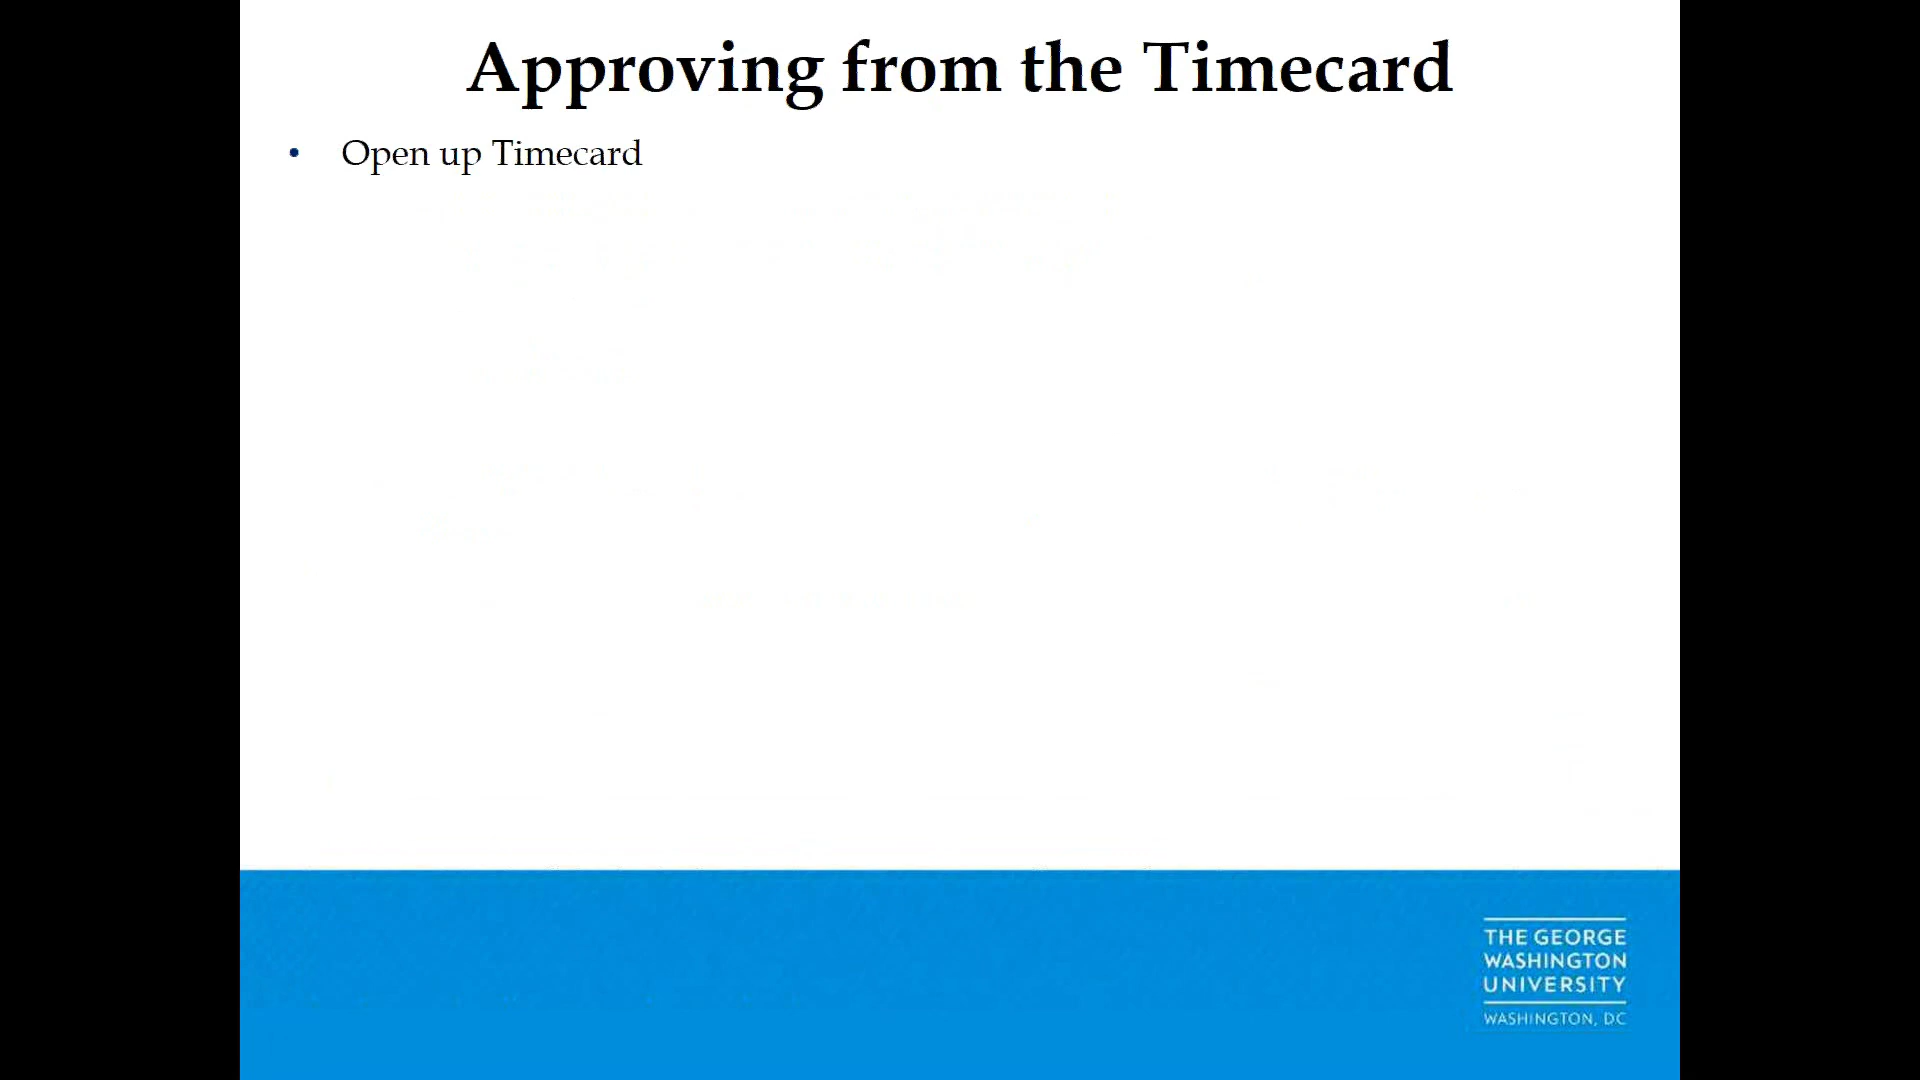 Approving from the Timecard
• Open up Timecard
THE GEORGE
WASHINGTON
UNIVERSITY
WASHINGTON, DC